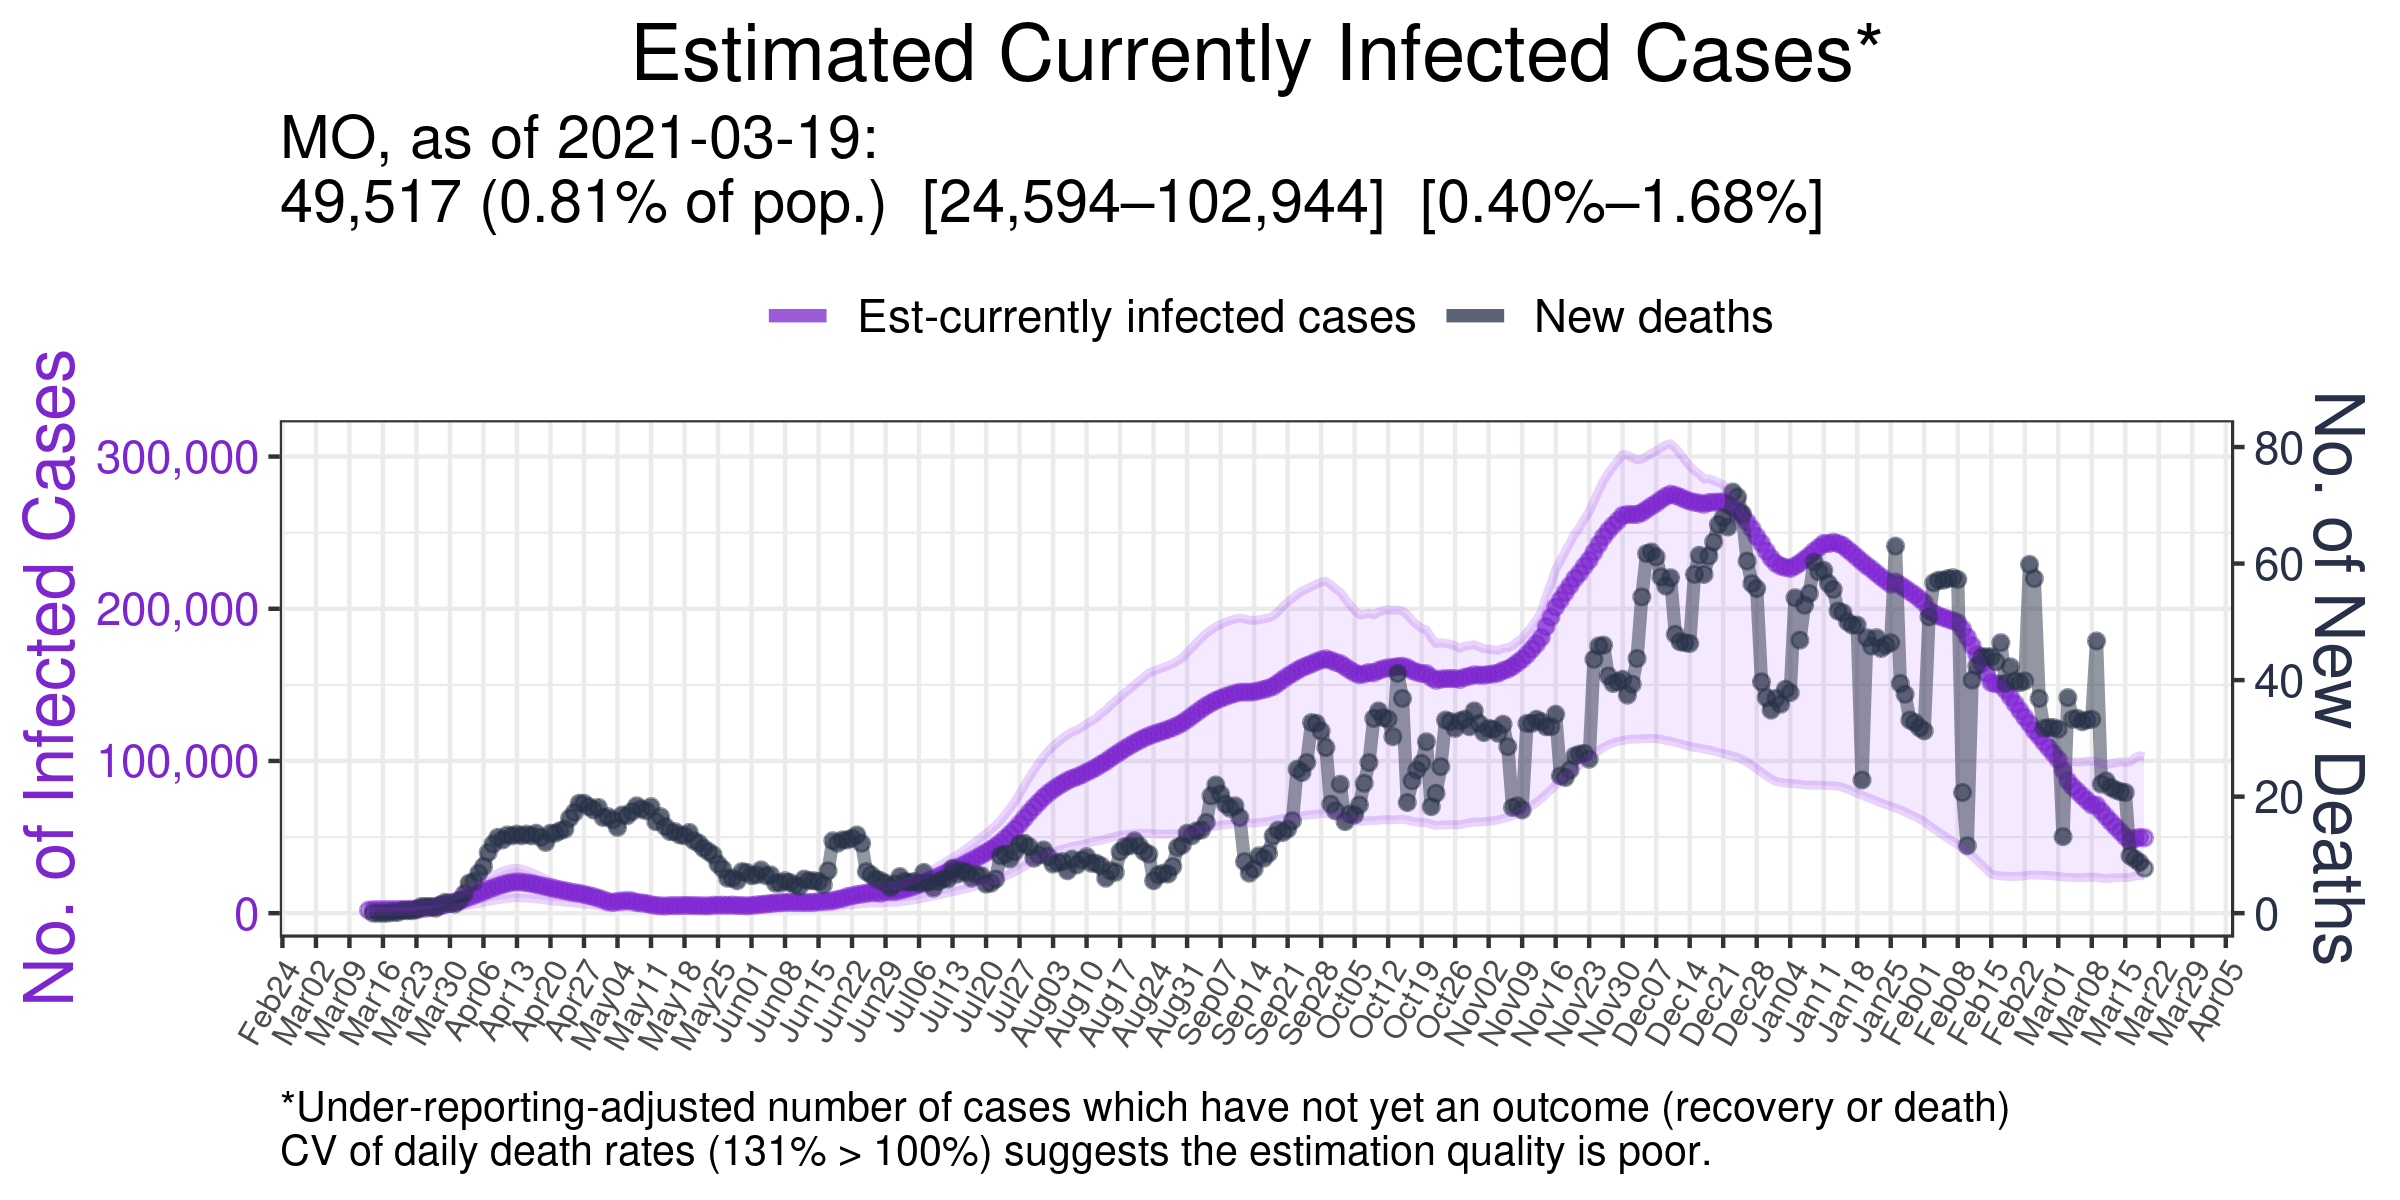 Estimated Currently Infected Cases*
MO, as of 2021-03-19:
49,517 (0.81% of pop.)  [24,594–102,944]  [0.40%–1.68%]
Est-currently infected cases
New deaths
No. of Infected Cases
300,000
200,000
100,000
0
80
60
40
20
0
No. of New Deaths
Feb24
Mar02
Mar09
Mar16
Mar23
Mar30
Apr06
Apr13
Apr20
Apr27
May04
May11
May18
May25
Jun01
Jun08
Jun15
Jun22
Jun29
Jul06
Jul13
Jul20
Jul27
Aug03
Aug10
Aug17
Aug24
Aug31
Sep07
Sep14
Sep21
Sep28
Oct05
Oct12
Oct19
Oct26
Nov02
Nov09
Nov16
Nov23
Nov30
Dec07
Dec14
Dec21
Dec28
Jan04
Jan11
Jan18
Jan25
Feb01
Feb08
Feb15
Feb22
Mar01
Mar08
Mar15
Mar22
Mar29
Apr05
*Under-reporting-adjusted number of cases which have not yet an outcome (recovery or death)
CV of daily death rates (131% > 100%) suggests the estimation quality is poor.